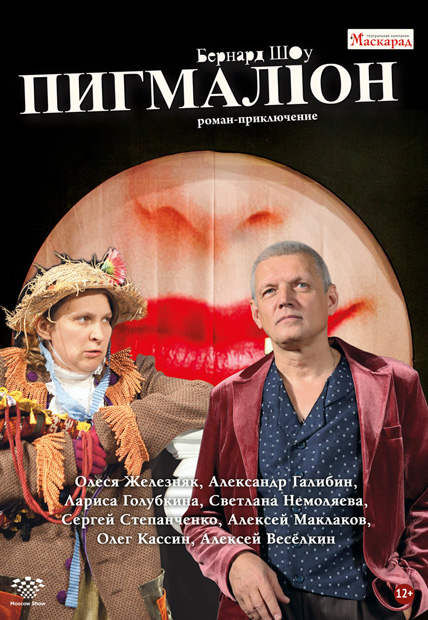 театральная компания
Маскарад
Бернард Шоу
ПИГМАЛIОН
роман-приключение
Олеся Железняк, Александр Галибин,
Лариса Голубкина, Светлана Немоляева,
Сергей Степанченко, Алексей Маклаков,
Олег Кассин, Алексей Весёлкин
Moscow Show
12+